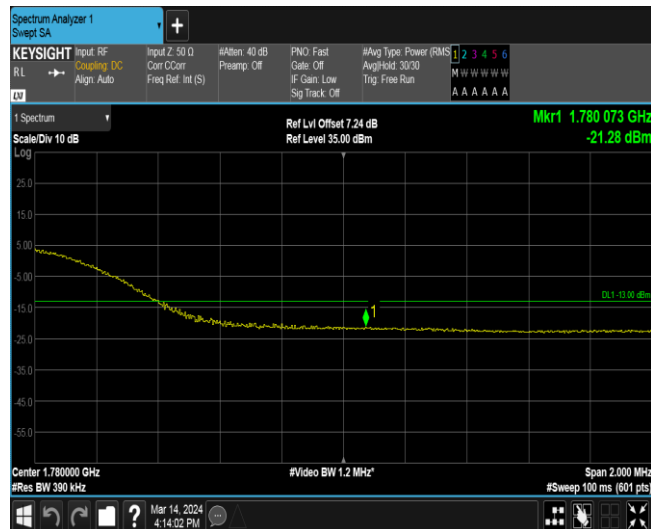 Spectrum Analyzer 1
Swept SA
KEYSIGHT
RL
LXI
Input: RF
Coupling: DC
Align: Auto
Input Z: 50 Ω
Corr CCorr
Freq Ref: Int (S)
#Atten: 40 dB
Preamp: Off
PNO: Fast
Gate: Off
IF Gain: Low
Sig Track: Off
#Avg Type: Power (RMS
Avg|Hold: 30/30
Trig: Free Run
1 2 3 4 5 6
M W W W W W
A A A A A A
1 Spectrum
Scale/Div 10 dB
Log
Ref Lvl Offset 7.24 dB
Ref Level 35.00 dBm
Mkr1 1.780 073 GHz
-21.28 dBm
25.0
15.0
5.00
-5.00
DL1 -13.00 dBm
1
-15.0
-25.0
-35.0
-45.0
-55.0
Center 1.780000 GHz
#Video BW 1.2 MHz*
Span 2.000 MHz
#Res BW 390 kHz
#Sweep 100 ms (601 pts)
?
Mar 14, 2024
4:14:02 PM